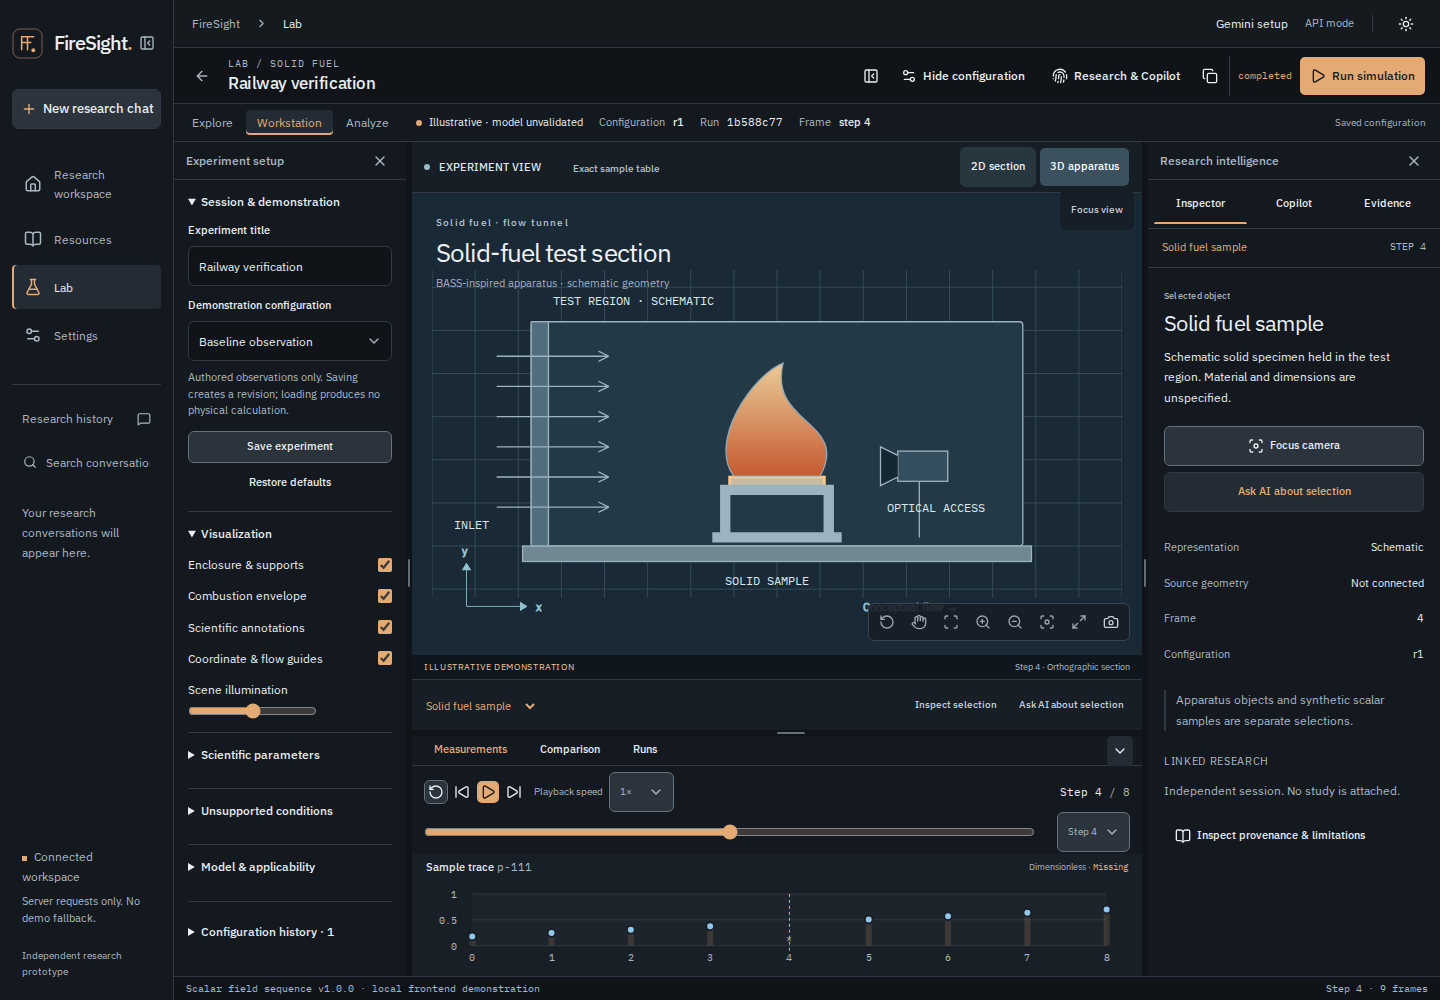 FireSight.
New research chat
Research
workspace
Resources
Lab
Settings
Research history
Search conversatio
Your research
conversations will
appear here.
Connected
workspace
Server requests only. No
demo fallback.
Independent research
prototype
FireSight > Lab
Gemini setup
API mode
LAB / SOLID FUEL
Railway verification
Hide configuration
Research & Copilot
completed
Run simulation
Explore
Workstation
Analyze
Illustrative · model unvalidated
Configuration r1
Run 1b588c77
Frame step 4
Saved configuration
Experiment setup
Session & demonstration
Experiment title
Railway verification
Demonstration configuration
Baseline observation
Authored observations only. Saving
creates a revision; loading produces no
physical calculation.
Save experiment
Restore defaults
Visualization
Enclosure & supports
Combustion envelope
Scientific annotations
Coordinate & flow guides
Scene illumination
Scientific parameters
Unsupported conditions
Model & applicability
Configuration history · 1
EXPERIMENT VIEW
Exact sample table
2D section
3D apparatus
Focus view
Solid fuel · flow tunnel
Solid-fuel test section
BASS-inspired apparatus · schematic geometry
TEST REGION · SCHEMATIC
INLET
OPTICAL ACCESS
SOLID SAMPLE
y
x
Conceptual flow →
ILLUSTRATIVE DEMONSTRATION
Step 4 · Orthographic section
Solid fuel sample
Inspect selection
Ask AI about selection
Measurements
Comparison
Runs
Playback speed
1×
Step 4 / 8
Step 4
Sample trace p-111
Dimensionless · Missing
1
0.5
0
0 1 2 3 4 5 6 7 8
Research intelligence
Inspector
Copilot
Evidence
Solid fuel sample
STEP 4
Selected object
Solid fuel sample
Schematic solid specimen held in the test
region. Material and dimensions are
unspecified.
Focus camera
Ask AI about selection
Representation Schematic
Source geometry Not connected
Frame 4
Configuration r1
Apparatus objects and synthetic scalar
samples are separate selections.
LINKED RESEARCH
Independent session. No study is attached.
Inspect provenance & limitations
Scalar field sequence v1.0.0 · local frontend demonstration
Step 4 · 9 frames